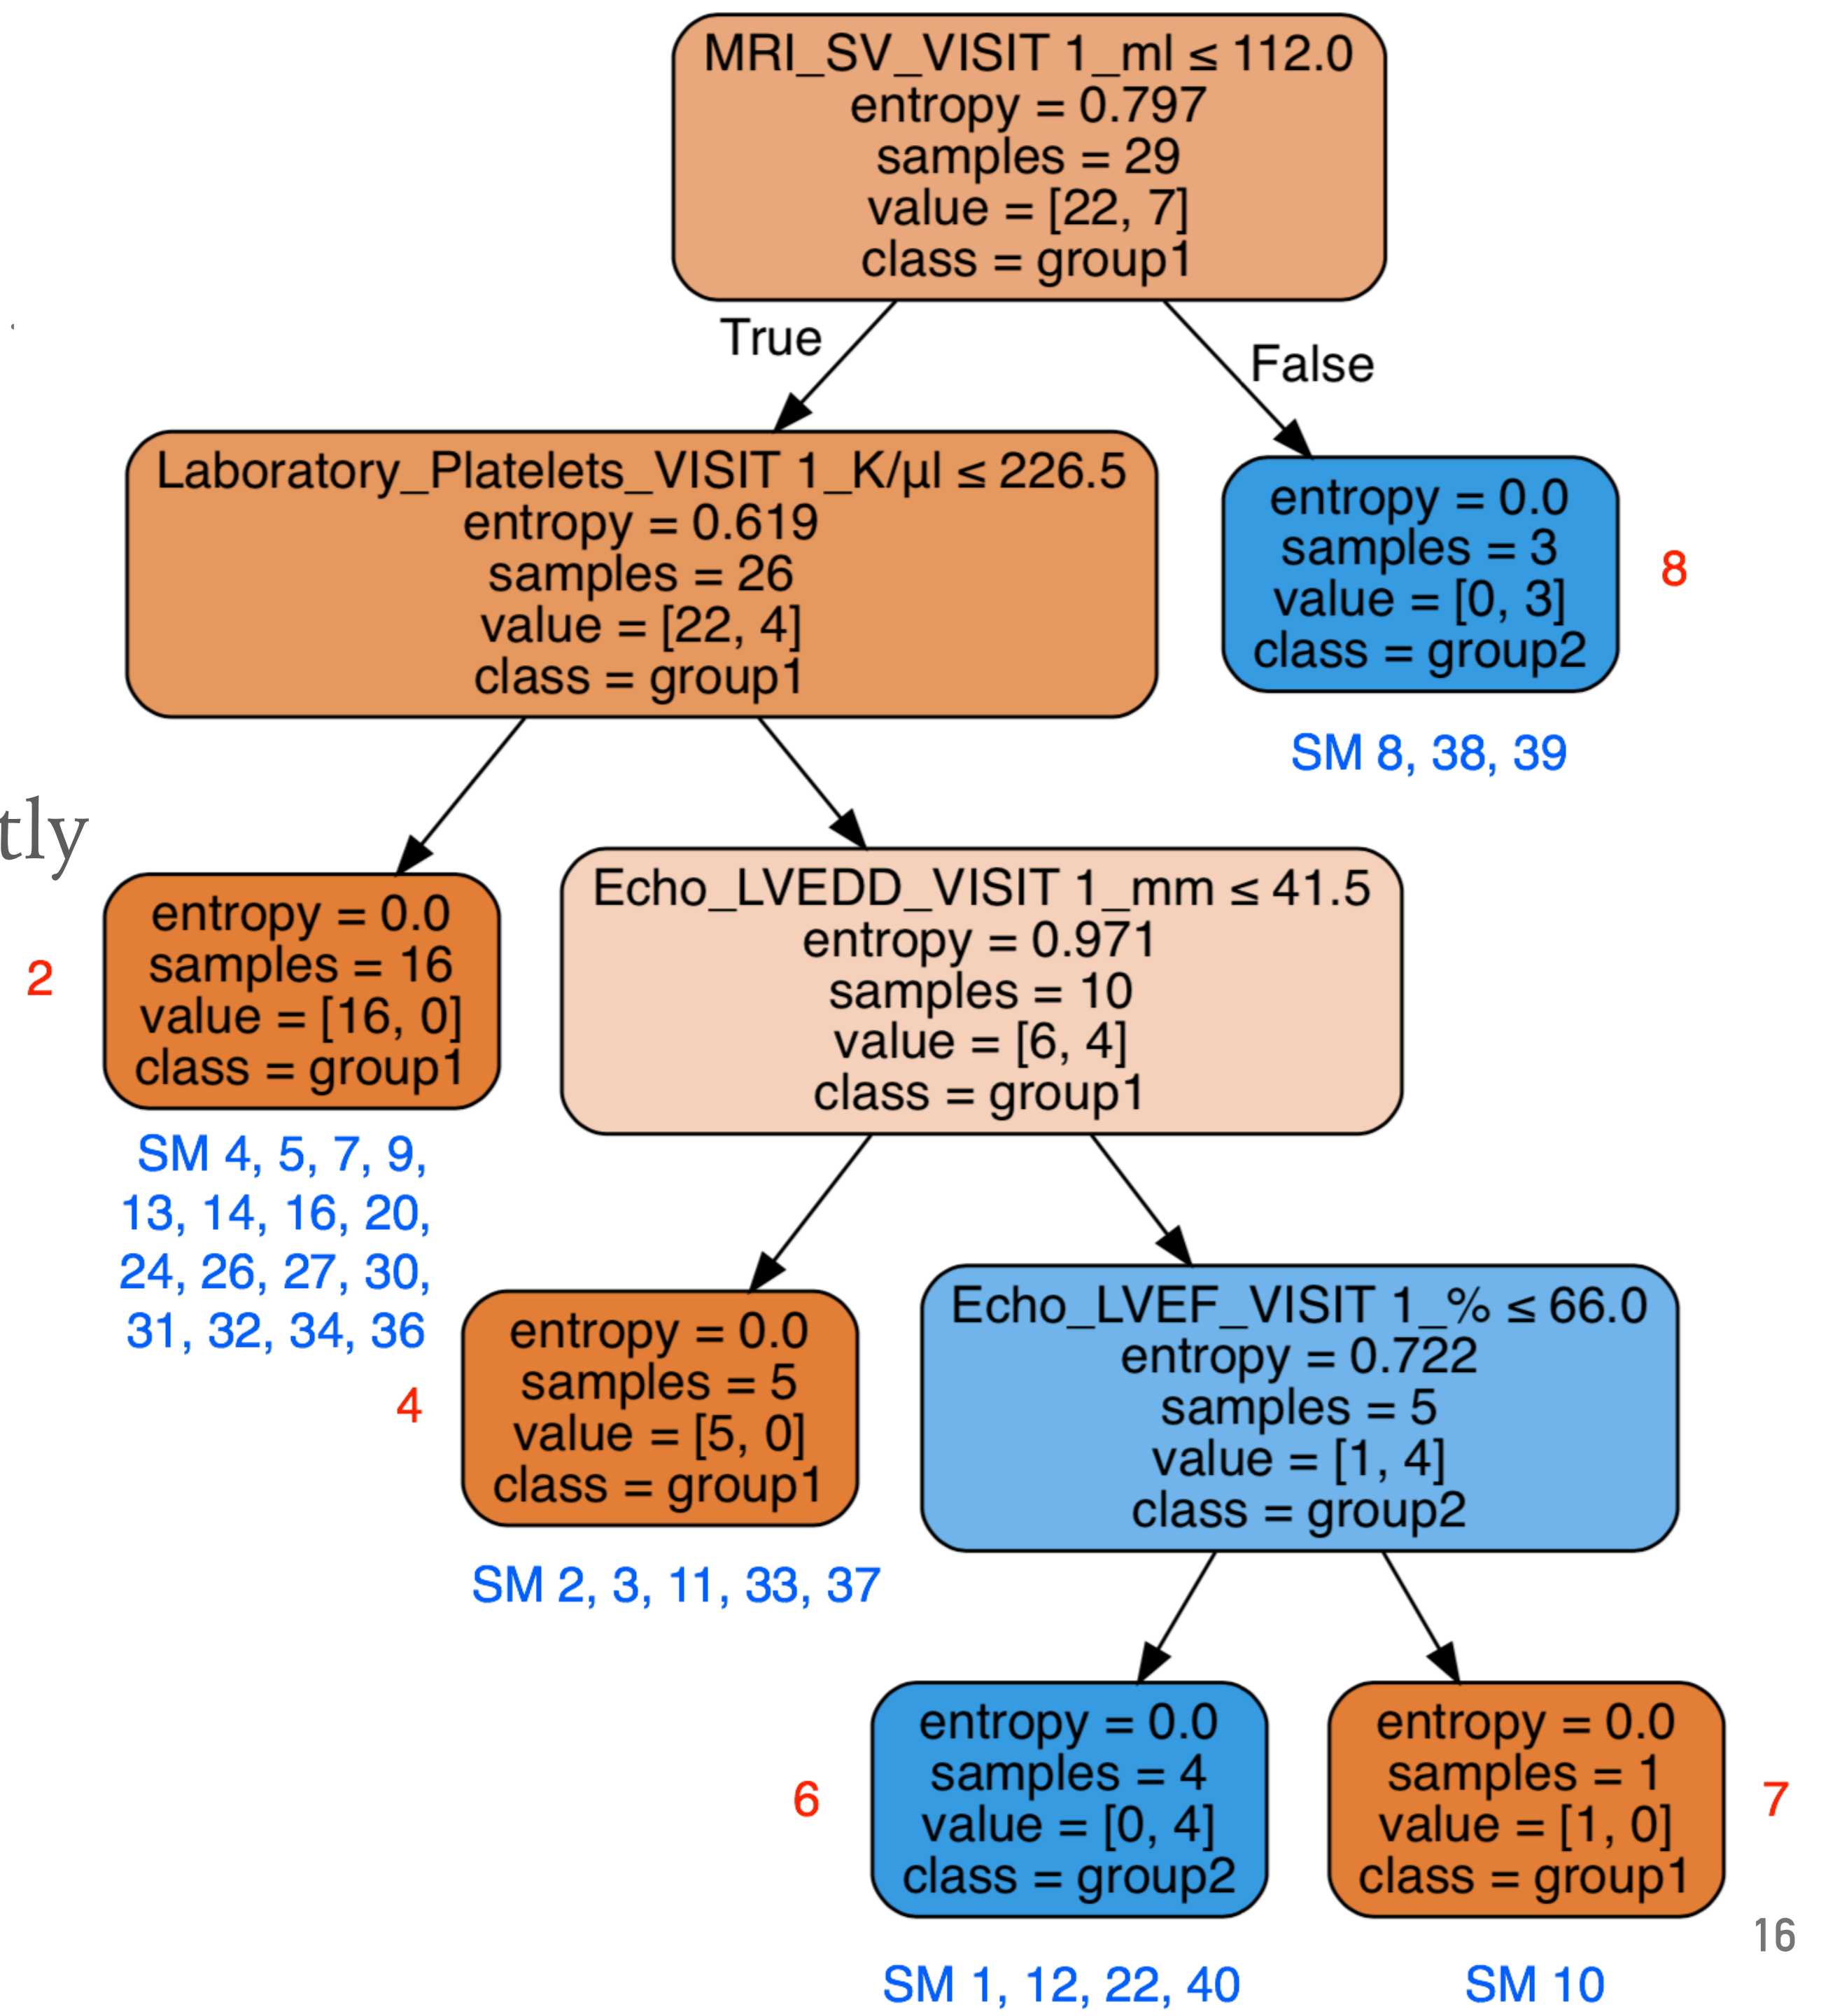 MRI_SV_VISIT 1_ml ≤ 112.0
entropy = 0.797
samples = 29
value = [22, 7]
class = group1
True
False
Laboratory_Platelets_VISIT 1_K/µl ≤ 226.5
entropy = 0.619
samples = 26
value = [22, 4]
class = group1
entropy = 0.0
samples = 3
value = [0, 3]
class = group2
8
SM 8, 38, 39
tly
2
entropy = 0.0
samples = 16
value = [16, 0]
class = group1
SM 4, 5, 7, 9,
13, 14, 16, 20,
24, 26, 27, 30,
31, 32, 34, 36
Echo_LVEDD_VISIT 1_mm ≤ 41.5
entropy = 0.971
samples = 10
value = [6, 4]
class = group1
4
entropy = 0.0
samples = 5
value = [5, 0]
class = group1
SM 2, 3, 11, 33, 37
Echo_LVEF_VISIT 1_% ≤ 66.0
entropy = 0.722
samples = 5
value = [1, 4]
class = group2
6
entropy = 0.0
samples = 4
value = [0, 4]
class = group2
SM 1, 12, 22, 40
entropy = 0.0
samples = 1
value = [1, 0]
class = group1
7
SM 10
16